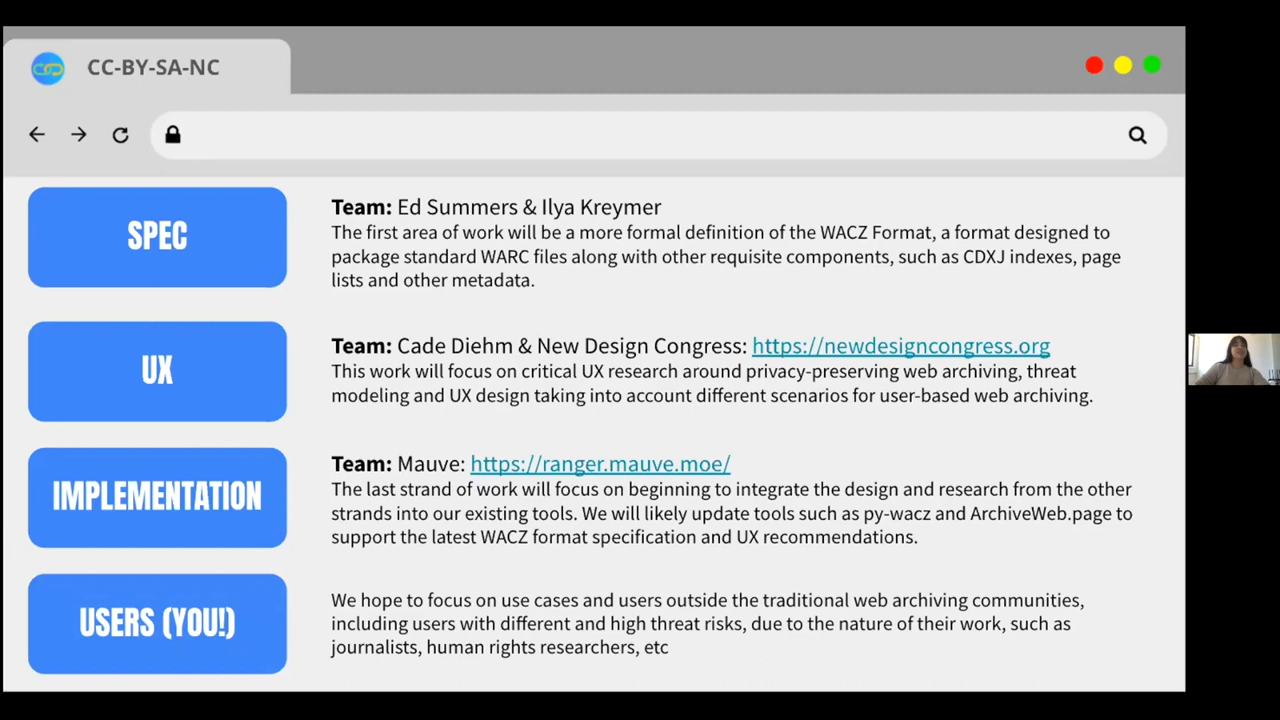 CC-BY-SA-NC
SPEC
Team: Ed Summers & Ilya Kreymer
The first area of work will be a more formal definition of the WACZ Format, a format designed to
package standard WARC files along with other requisite components, such as CDXJ indexes, page
lists and other metadata.
UX
Team: Cade Diehm & New Design Congress: https://newdesigncongress.org
This work will focus on critical UX research around privacy-preserving web archiving, threat
modeling and UX design taking into account different scenarios for user-based web archiving.
IMPLEMENTATION
Team: Mauve: https://ranger.mauve.moe/
The last strand of work will focus on beginning to integrate the design and research from the other
strands into our existing tools. We will likely update tools such as py-wacz and ArchiveWeb.page to
support the latest WACZ format specification and UX recommendations.
USERS (YOU!)
We hope to focus on use cases and users outside the traditional web archiving communities,
including users with different and high threat risks, due to the nature of their work, such as
journalists, human rights researchers, etc